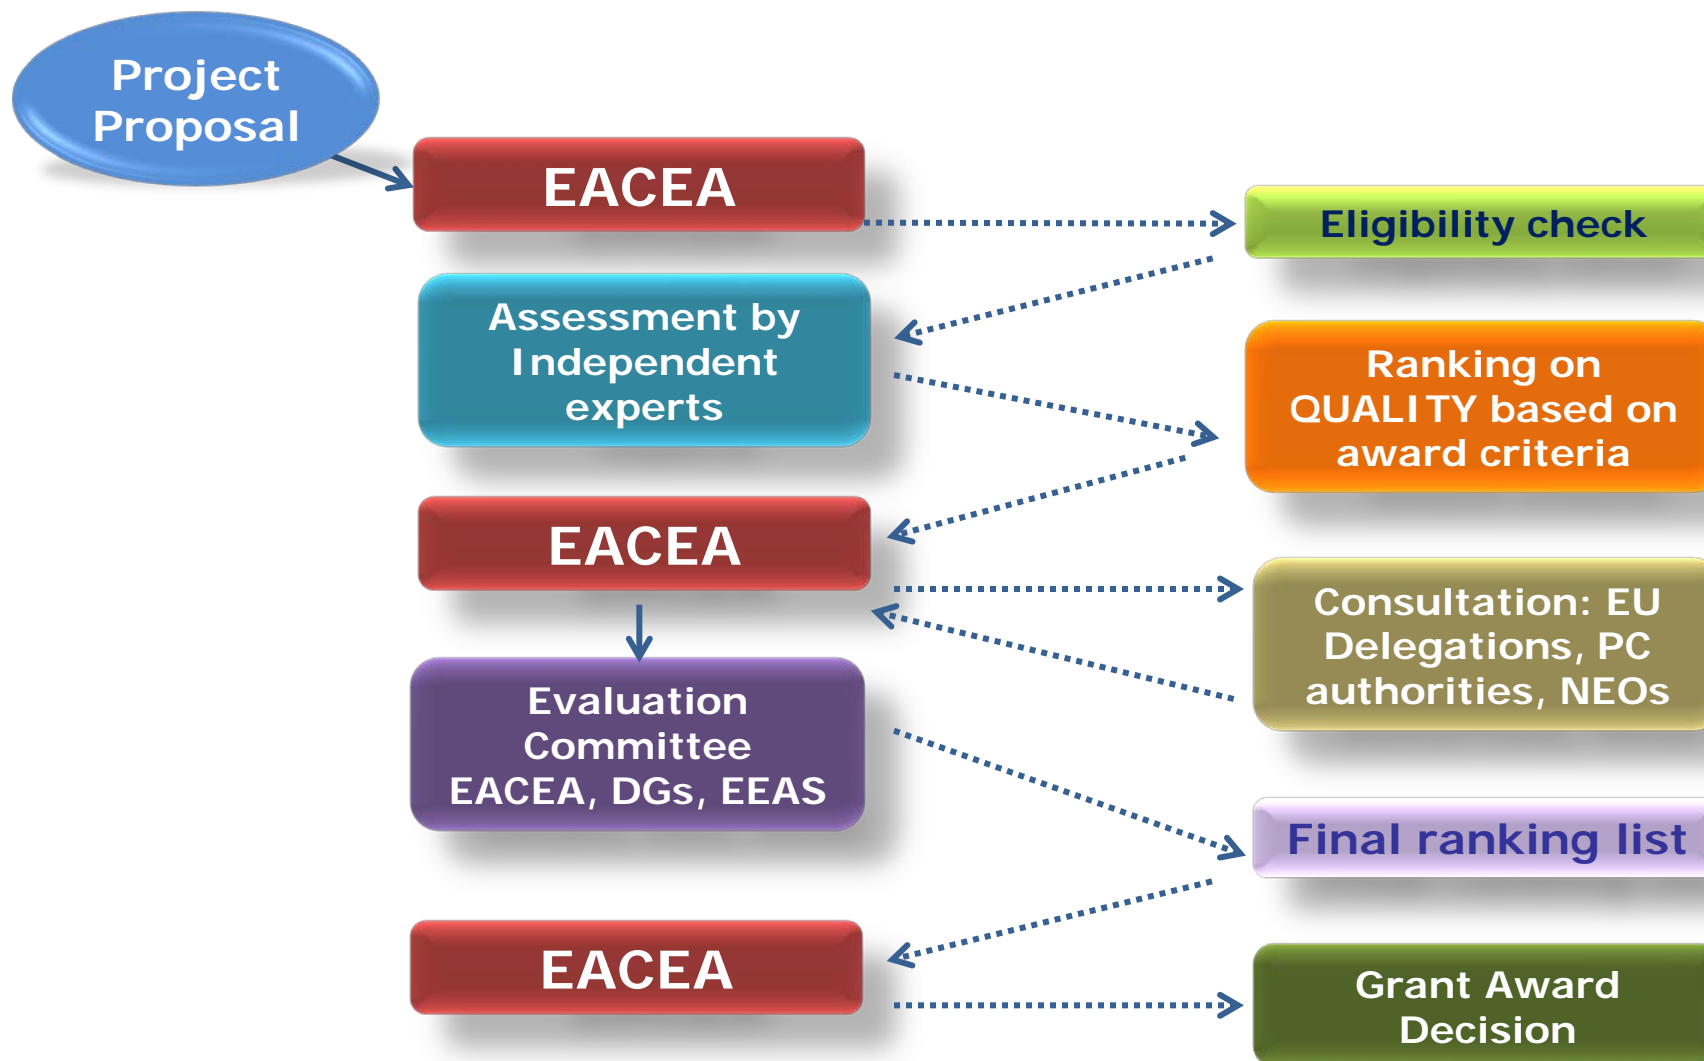 Project
Proposal
EACEA
Eligibility check
Assessment by
Independent
experts
Ranking on
QUALITY based on
award criteria
EACEA
Consultation: EU
Delegations, PC
authorities, NEOs
Evaluation
Committee
EACEA, DGs, EEAS
Final ranking list
EACEA
Grant Award
Decision